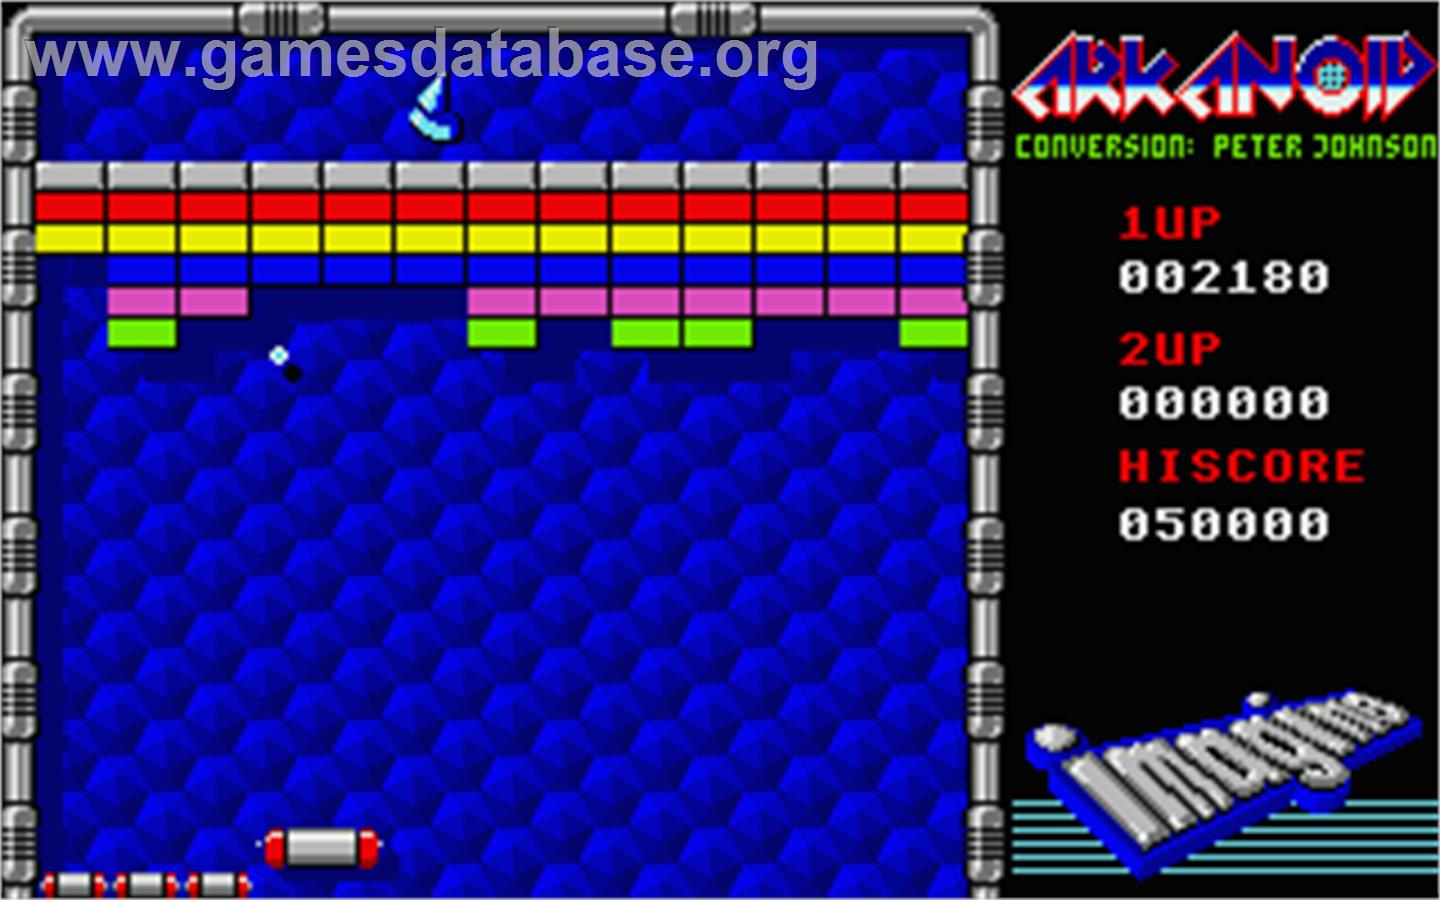 www.gamesdatabase.org
ARKANOID
CONVERSION: PETER JOHNSON
1UP
002180
2UP
000000
HISCORE
050000
imagine